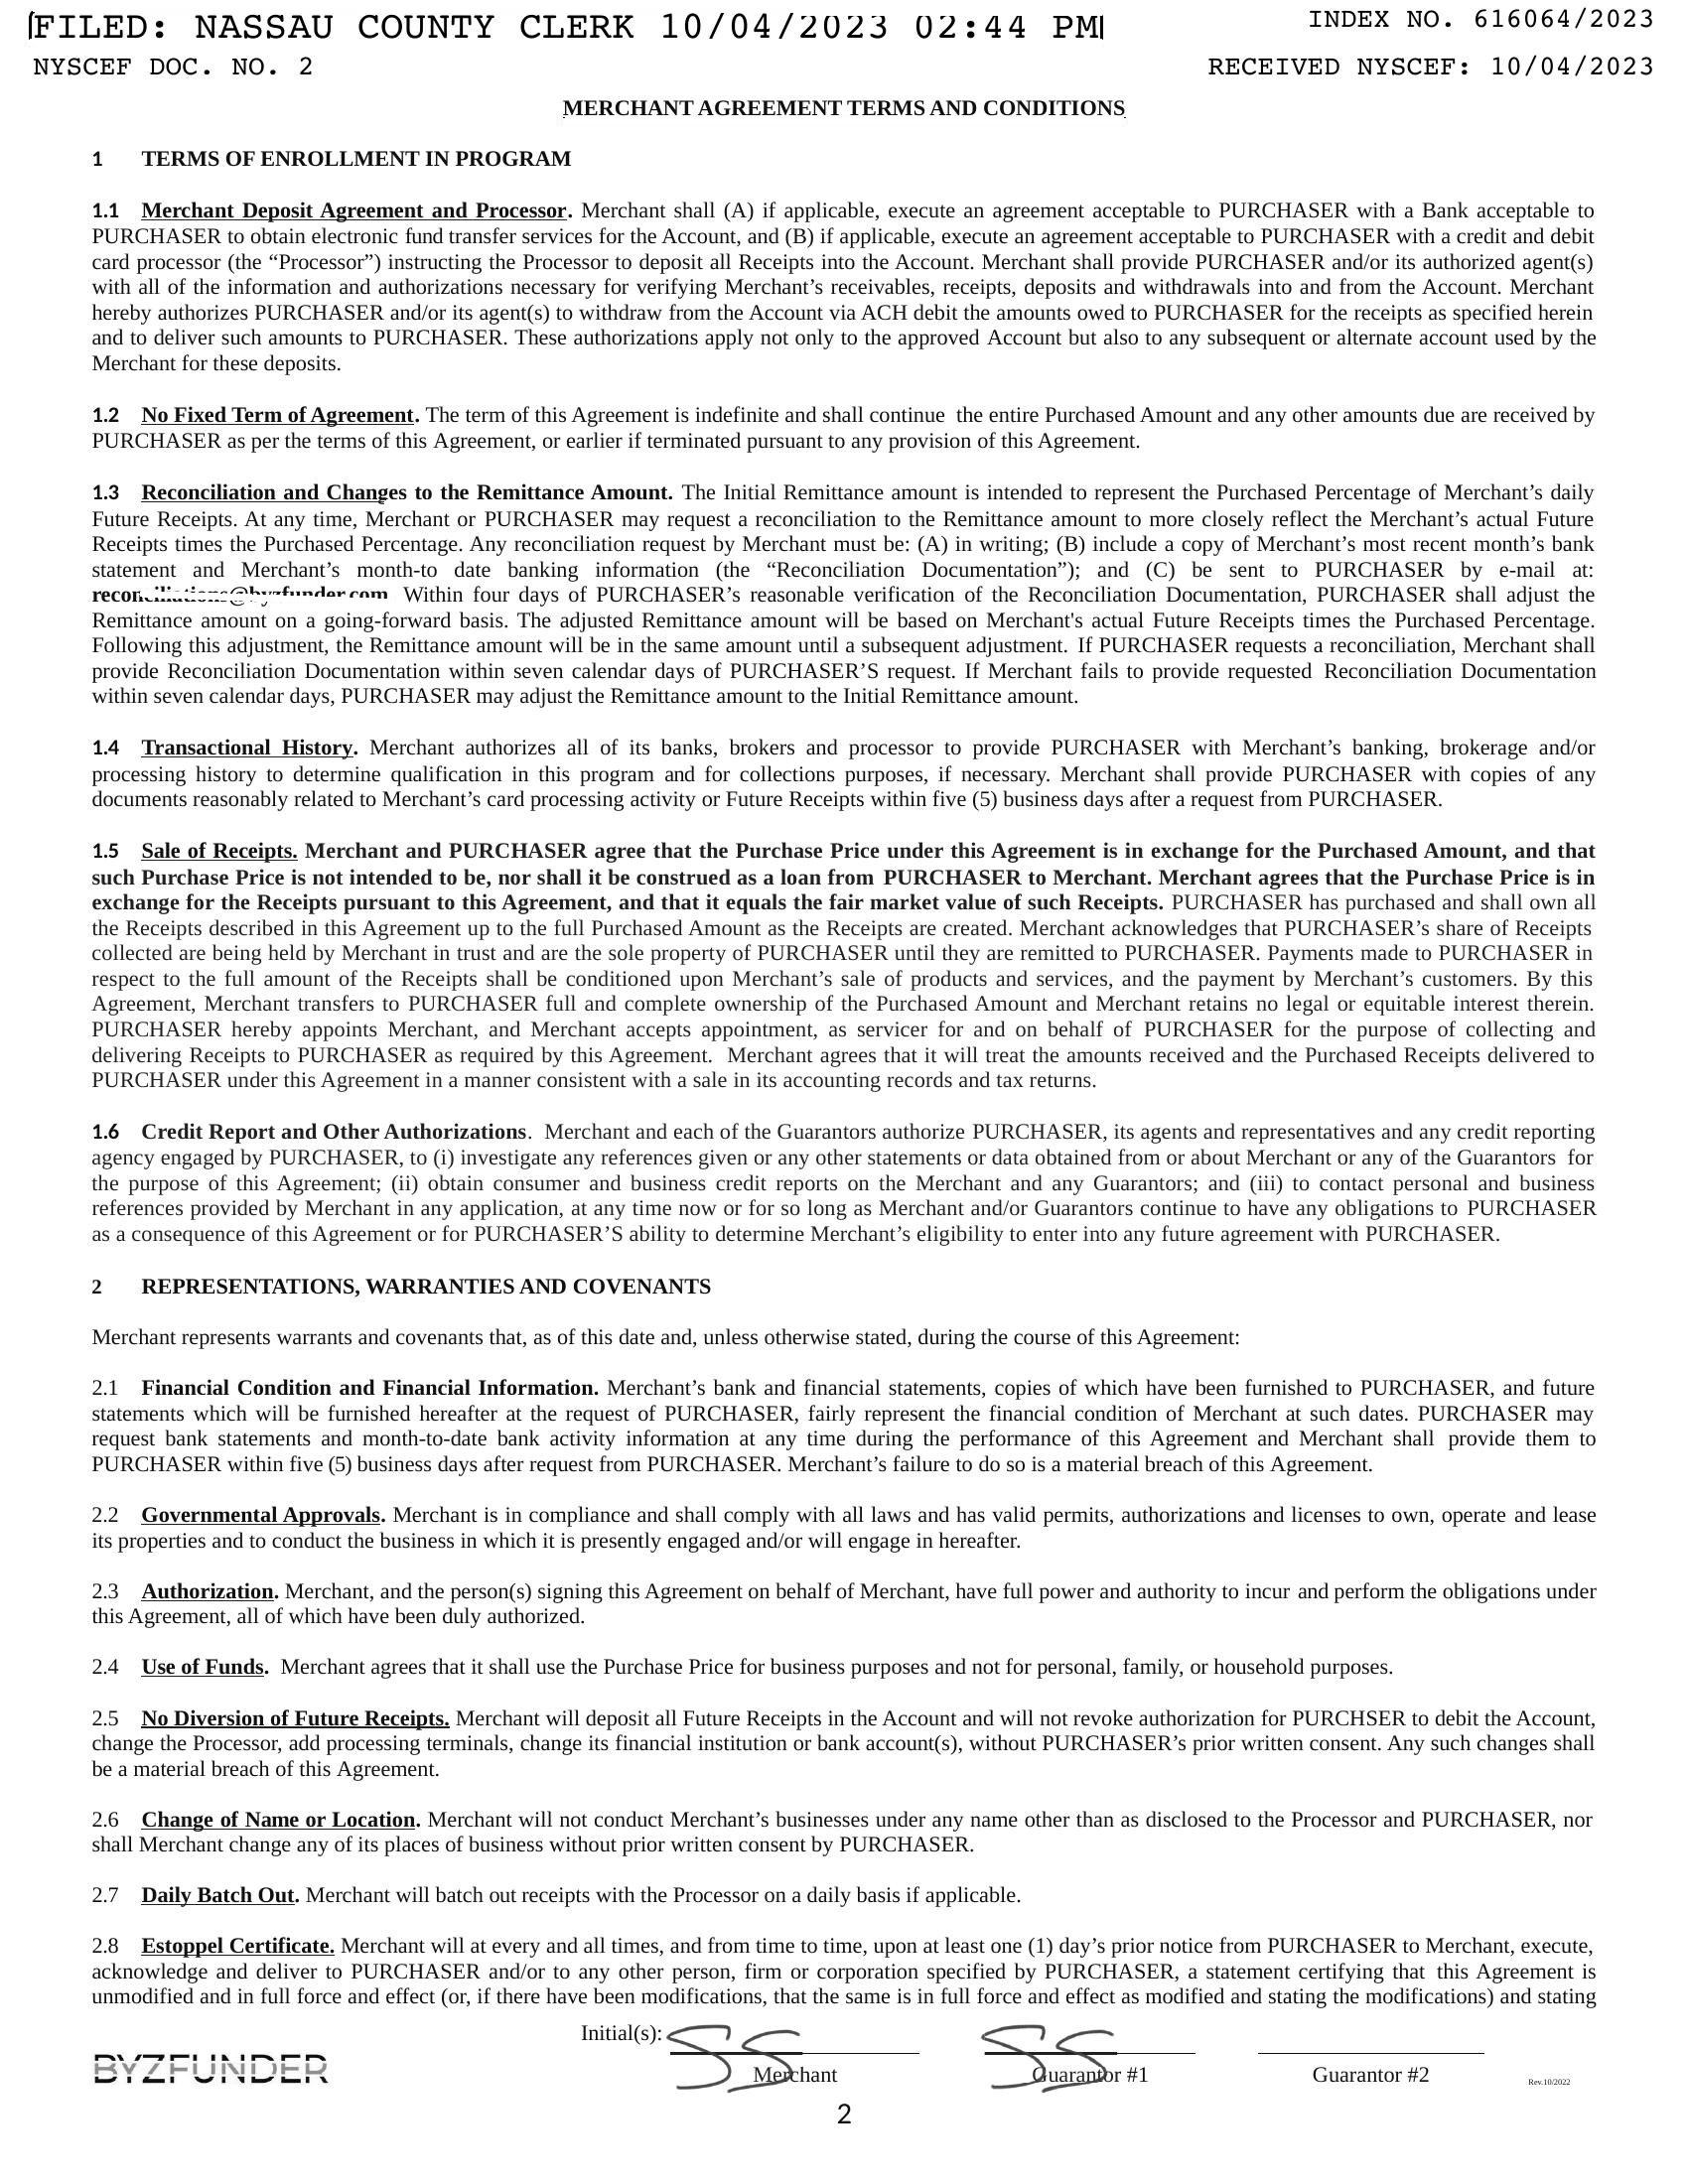 FILED: NASSAU COUNTY CLERK 10/04/2023 02:44 PM
INDEX NO. 616064/2023
NYSCEF DOC. NO. 2
RECEIVED NYSCEF: 10/04/2023
MERCHANT AGREEMENT TERMS AND CONDITIONS
1 TERMS OF ENROLLMENT IN PROGRAM
1.1 Merchant Deposit Agreement and Processor. Merchant shall (A) if applicable, execute an agreement acceptable to PURCHASER with a Bank acceptable to
PURCHASER to obtain electronic fund transfer services for the Account, and (B) if applicable, execute an agreement acceptable to PURCHASER with a credit and debit
card processor (the “Processor”) instructing the Processor to deposit all Receipts into the Account. Merchant shall provide PURCHASER and/or its authorized agent(s)
with all of the information and authorizations necessary for verifying Merchant’s receivables, receipts, deposits and withdrawals into and from the Account. Merchant
hereby authorizes PURCHASER and/or its agent(s) to withdraw from the Account via ACH debit the amounts owed to PURCHASER for the receipts as specified herein
and to deliver such amounts to PURCHASER. These authorizations apply not only to the approved Account but also to any subsequent or alternate account used by the
Merchant for these deposits.
1.2 No Fixed Term of Agreement. The term of this Agreement is indefinite and shall continue the entire Purchased Amount and any other amounts due are received by
PURCHASER as per the terms of this Agreement, or earlier if terminated pursuant to any provision of this Agreement.
1.3 Reconciliation and Changes to the Remittance Amount. The Initial Remittance amount is intended to represent the Purchased Percentage of Merchant’s daily
Future Receipts. At any time, Merchant or PURCHASER may request a reconciliation to the Remittance amount to more closely reflect the Merchant’s actual Future
Receipts times the Purchased Percentage. Any reconciliation request by Merchant must be: (A) in writing; (B) include a copy of Merchant’s most recent month’s bank
statement and Merchant’s month-to date banking information (the “Reconciliation Documentation”); and (C) be sent to PURCHASER by e-mail at:
reconciliations@byzfunder.com. Within four days of PURCHASER’s reasonable verification of the Reconciliation Documentation, PURCHASER shall adjust the
Remittance amount on a going-forward basis. The adjusted Remittance amount will be based on Merchant's actual Future Receipts times the Purchased Percentage.
Following this adjustment, the Remittance amount will be in the same amount until a subsequent adjustment. If PURCHASER requests a reconciliation, Merchant shall
provide Reconciliation Documentation within seven calendar days of PURCHASER’S request. If Merchant fails to provide requested Reconciliation Documentation
within seven calendar days, PURCHASER may adjust the Remittance amount to the Initial Remittance amount.
1.4 Transactional History. Merchant authorizes all of its banks, brokers and processor to provide PURCHASER with Merchant’s banking, brokerage and/or
processing history to determine qualification in this program and for collections purposes, if necessary. Merchant shall provide PURCHASER with copies of any
documents reasonably related to Merchant’s card processing activity or Future Receipts within five (5) business days after a request from PURCHASER.
1.5 Sale of Receipts. Merchant and PURCHASER agree that the Purchase Price under this Agreement is in exchange for the Purchased Amount, and that
such Purchase Price is not intended to be, nor shall it be construed as a loan from PURCHASER to Merchant. Merchant agrees that the Purchase Price is in
exchange for the Receipts pursuant to this Agreement, and that it equals the fair market value of such Receipts. PURCHASER has purchased and shall own all
the Receipts described in this Agreement up to the full Purchased Amount as the Receipts are created. Merchant acknowledges that PURCHASER’s share of Receipts
collected are being held by Merchant in trust and are the sole property of PURCHASER until they are remitted to PURCHASER. Payments made to PURCHASER in
respect to the full amount of the Receipts shall be conditioned upon Merchant’s sale of products and services, and the payment by Merchant’s customers. By this
Agreement, Merchant transfers to PURCHASER full and complete ownership of the Purchased Amount and Merchant retains no legal or equitable interest therein.
PURCHASER hereby appoints Merchant, and Merchant accepts appointment, as servicer for and on behalf of PURCHASER for the purpose of collecting and
delivering Receipts to PURCHASER as required by this Agreement. Merchant agrees that it will treat the amounts received and the Purchased Receipts delivered to
PURCHASER under this Agreement in a manner consistent with a sale in its accounting records and tax returns.
1.6 Credit Report and Other Authorizations. Merchant and each of the Guarantors authorize PURCHASER, its agents and representatives and any credit reporting
agency engaged by PURCHASER, to (i) investigate any references given or any other statements or data obtained from or about Merchant or any of the Guarantors for
the purpose of this Agreement; (ii) obtain consumer and business credit reports on the Merchant and any Guarantors; and (iii) to contact personal and business
references provided by Merchant in any application, at any time now or for so long as Merchant and/or Guarantors continue to have any obligations to PURCHASER
as a consequence of this Agreement or for PURCHASER’S ability to determine Merchant’s eligibility to enter into any future agreement with PURCHASER.
2 REPRESENTATIONS, WARRANTIES AND COVENANTS
Merchant represents warrants and covenants that, as of this date and, unless otherwise stated, during the course of this Agreement:
2.1 Financial Condition and Financial Information. Merchant’s bank and financial statements, copies of which have been furnished to PURCHASER, and future
statements which will be furnished hereafter at the request of PURCHASER, fairly represent the financial condition of Merchant at such dates. PURCHASER may
request bank statements and month-to-date bank activity information at any time during the performance of this Agreement and Merchant shall provide them to
PURCHASER within five (5) business days after request from PURCHASER. Merchant’s failure to do so is a material breach of this Agreement.
2.2 Governmental Approvals. Merchant is in compliance and shall comply with all laws and has valid permits, authorizations and licenses to own, operate and lease
its properties and to conduct the business in which it is presently engaged and/or will engage in hereafter.
2.3 Authorization. Merchant, and the person(s) signing this Agreement on behalf of Merchant, have full power and authority to incur and perform the obligations under
this Agreement, all of which have been duly authorized.
2.4 Use of Funds. Merchant agrees that it shall use the Purchase Price for business purposes and not for personal, family, or household purposes.
2.5 No Diversion of Future Receipts. Merchant will deposit all Future Receipts in the Account and will not revoke authorization for PURCHSER to debit the Account,
change the Processor, add processing terminals, change its financial institution or bank account(s), without PURCHASER’s prior written consent. Any such changes shall
be a material breach of this Agreement.
2.6 Change of Name or Location. Merchant will not conduct Merchant’s businesses under any name other than as disclosed to the Processor and PURCHASER, nor
shall Merchant change any of its places of business without prior written consent by PURCHASER.
2.7 Daily Batch Out. Merchant will batch out receipts with the Processor on a daily basis if applicable.
2.8 Estoppel Certificate. Merchant will at every and all times, and from time to time, upon at least one (1) day’s prior notice from PURCHASER to Merchant, execute,
acknowledge and deliver to PURCHASER and/or to any other person, firm or corporation specified by PURCHASER, a statement certifying that this Agreement is
unmodified and in full force and effect (or, if there have been modifications, that the same is in full force and effect as modified and stating the modifications) and stating
Initial(s): SS SS
BYZFUNDER
Merchant Guarantor #1 Guarantor #2 Rev.10/2022
2